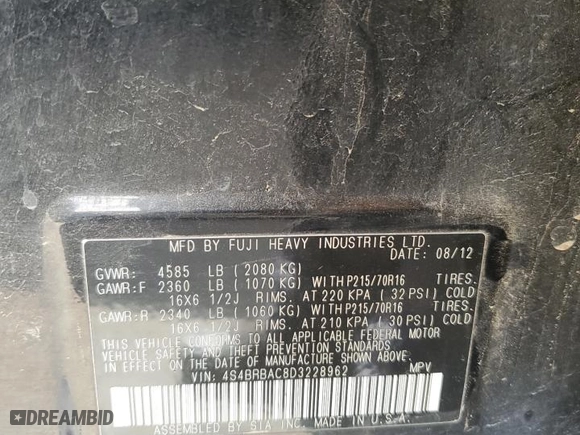 MFD BY FUJI HEAVY INDUSTRIES LTD.
DATE: 08/12
GVWR: 4585 LB (2080 KG)
GAWR:F 2360 LB (1070 KG) WITH P215/70R16 TIRES.
16X6 1/2J RIMS. AT 220 KPA (32 PSI) COLD
GAWR:R 2340 LB (1060 KG) WITH P215/70R16 TIRES.
16X6 1/2J RIMS. AT 210 KPA (30 PSI) COLD
THIS VEHICLE CONFORMS TO ALL APPLICABLE FEDERAL MOTOR
VEHICLE SAFETY AND THEFT PREVENTION STANDARDS
IN EFFECT ON THE DATE OF MANUFACTURE SHOWN ABOVE.
VIN: 4S4BRBAC8D3228962 MPV
ASSEMBLED BY SIA INC. MADE IN U.S.A.
© BIDHISTORY.ORG